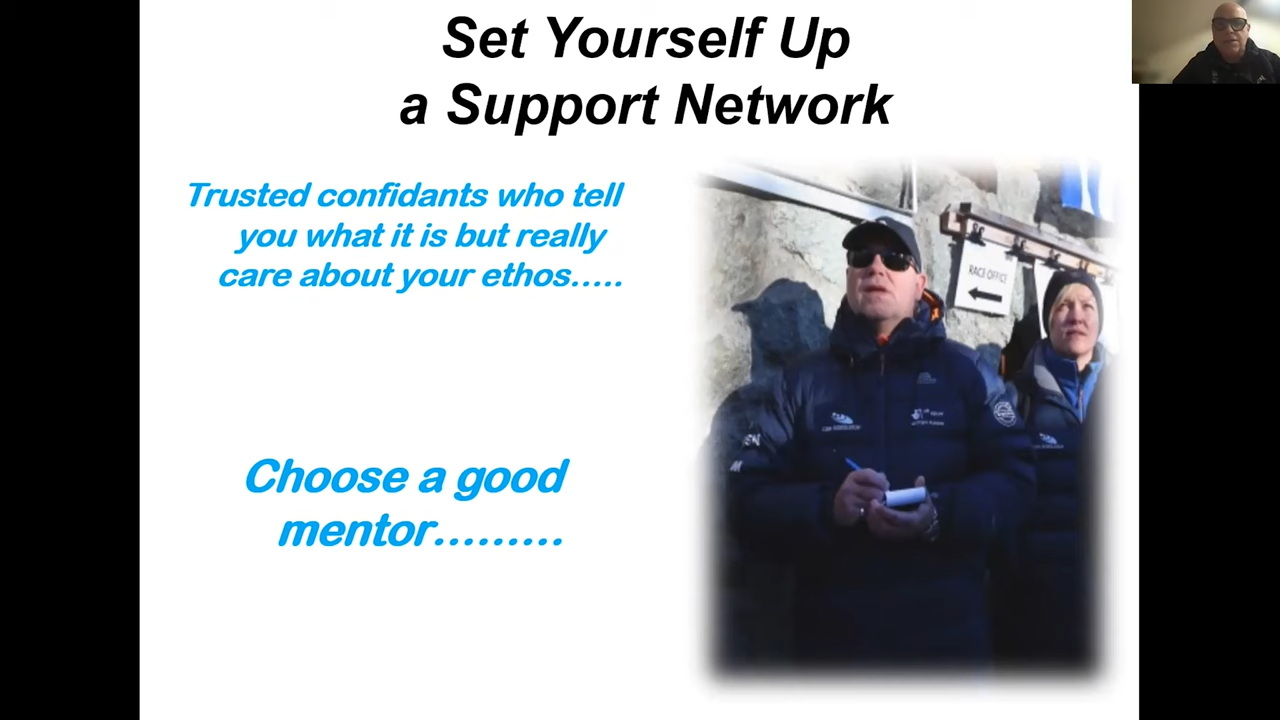 Set Yourself Up
a Support Network
Trusted confidants who tell
you what it is but really
care about your ethos.....
Choose a good
mentor.........
RACE OFFICE